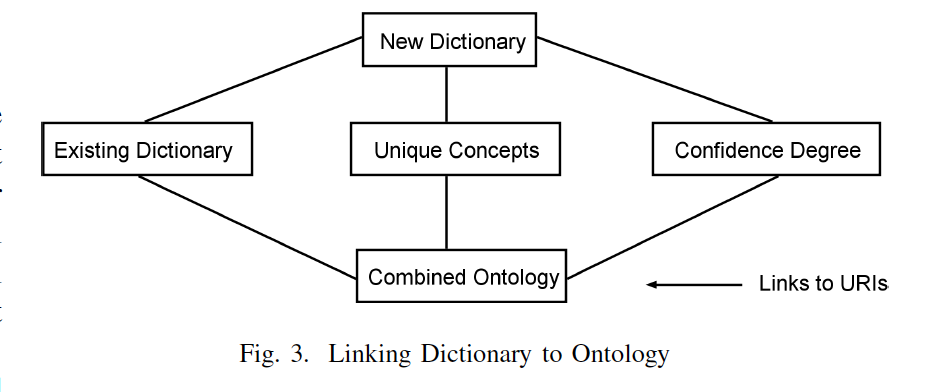 New Dictionary
Existing Dictionary
Unique Concepts
Confidence Degree
Combined Ontology
Links to URIs
Fig. 3. Linking Dictionary to Ontology